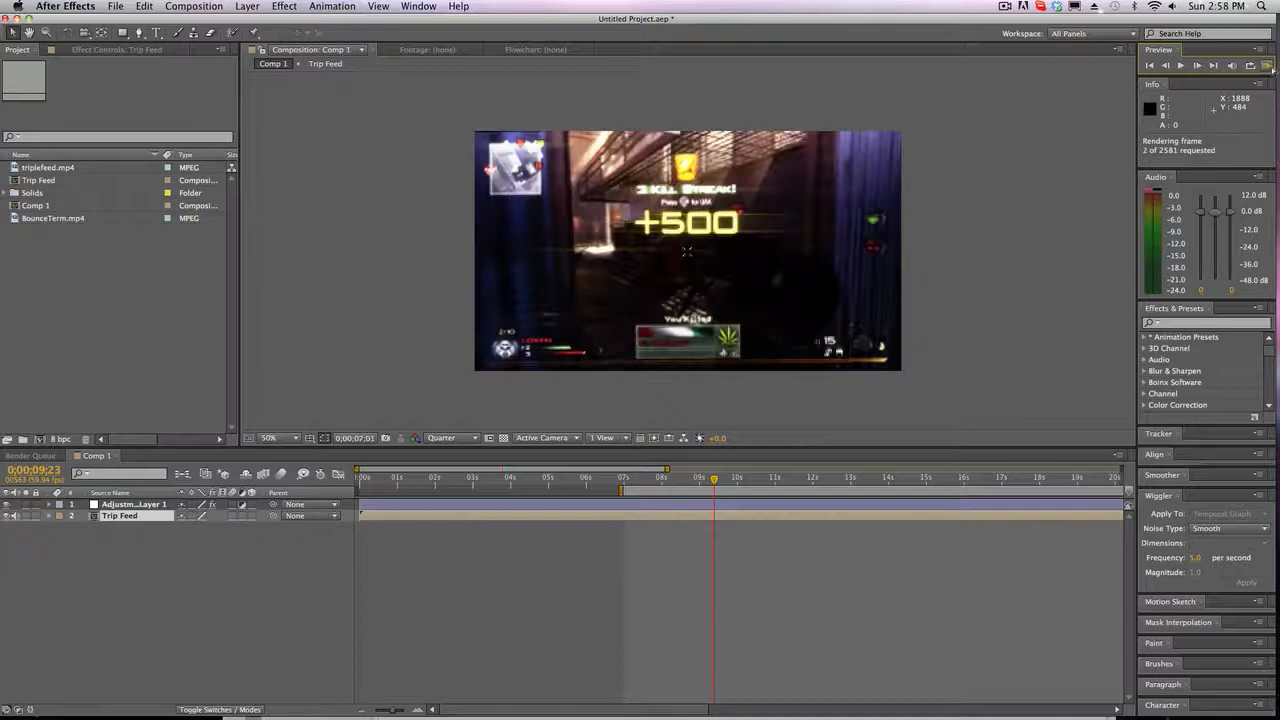 After Effects File Edit Composition Layer Effect Animation View Window Help Sun 2:58 PM
Untitled Project.aep *
Workspace: All Panels Search Help
Project Effect Controls: Trip Feed Composition: Comp 1 Footage: (none) Flowchart: (none) Preview
Comp 1 Trip Feed
Info
R: X: 1888
G: Y: 484
B:
A: 0
Rendering frame
2 of 2581 requested
Name Type Size
triplefeed.mp4 MPEG
Trip Feed Composi...
Solids Folder
Comp 1 Composi...
BounceTerm.mp4 MPEG
Audio
0.0 12.0 dB
-3.0
-6.0 0.0 dB
-9.0
-12.0 -12.0
-15.0 -24.0
-18.0 -36.0
-21.0
-24.0 -48.0 dB
0 0
3 Kill Streak!
+500
You Killed
2:10
15
Effects & Presets
* Animation Presets
3D Channel
Audio
Blur & Sharpen
Boinx Software
Channel
Color Correction
8 bpc 50% 0;00;07;01 Quarter Active Camera 1 View +0.0
Tracker
Align
Smoother
Render Queue Comp 1
0;00;09;23
00563 (59.94 fps)
1:00s 01s 02s 03s 04s 05s 06s 07s 08s 09s 10s 11s 12s 13s 14s 15s 16s 17s 18s 19s 20s
# Source Name Parent
1 Adjustm...Layer 1 fx None
2 Trip Feed None
Wiggler
Apply To: Temporal Graph
Noise Type: Smooth
Dimensions:
Frequency: 5.0 per second
Magnitude: 1.0
Apply
Motion Sketch
Mask Interpolation
Paint
Brushes
Paragraph
Character
Toggle Switches / Modes